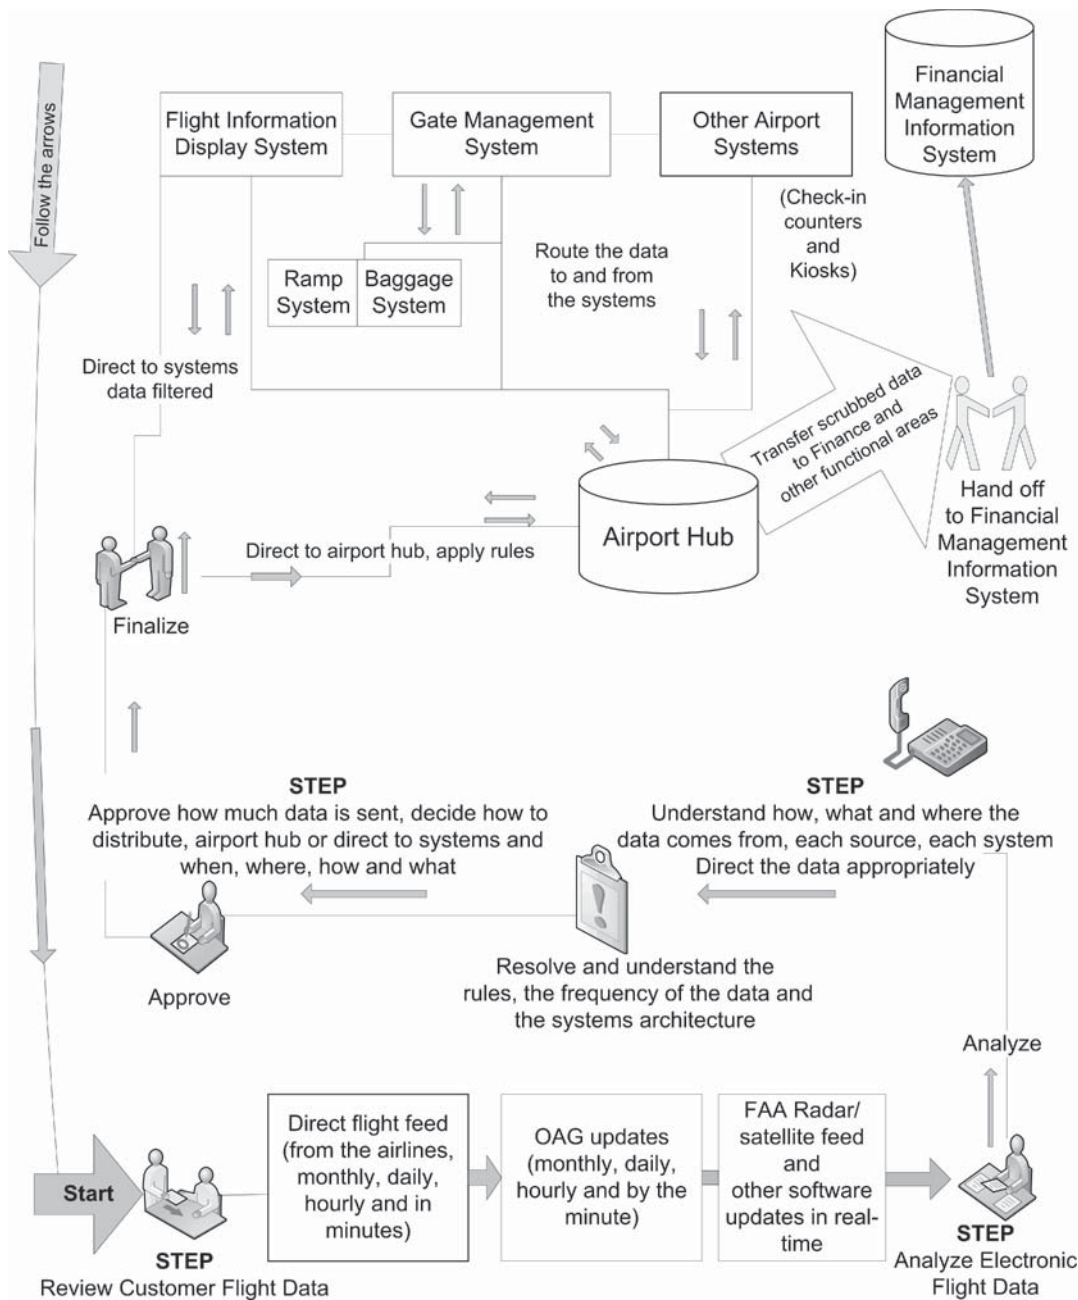 Follow the arrows
Flight Information
Display System
Gate Management
System
Other Airport
Systems
Financial
Management
Information
System
(Check-in
counters
and
Kiosks)
Ramp
System
Baggage
System
Route the data
to and from
the systems
Direct to systems
data filtered
Transfer scrubbed data
to Finance and
other functional areas
Hand off
to Financial
Management
Information
System
Airport Hub
Direct to airport hub, apply rules
Finalize
STEP
Approve how much data is sent, decide how to
distribute, airport hub or direct to systems and
when, where, how and what
STEP
Understand how, what and where the
data comes from, each source, each system
Direct the data appropriately
Approve
Resolve and understand the
rules, the frequency of the data and
the systems architecture
Analyze
Start
STEP
Review Customer Flight Data
Direct flight feed
(from the airlines,
monthly, daily,
hourly and in
minutes)
OAG updates
(monthly, daily,
hourly and by the
minute)
FAA Radar/
satellite feed
and
other software
updates in real-
time
STEP
Analyze Electronic
Flight Data